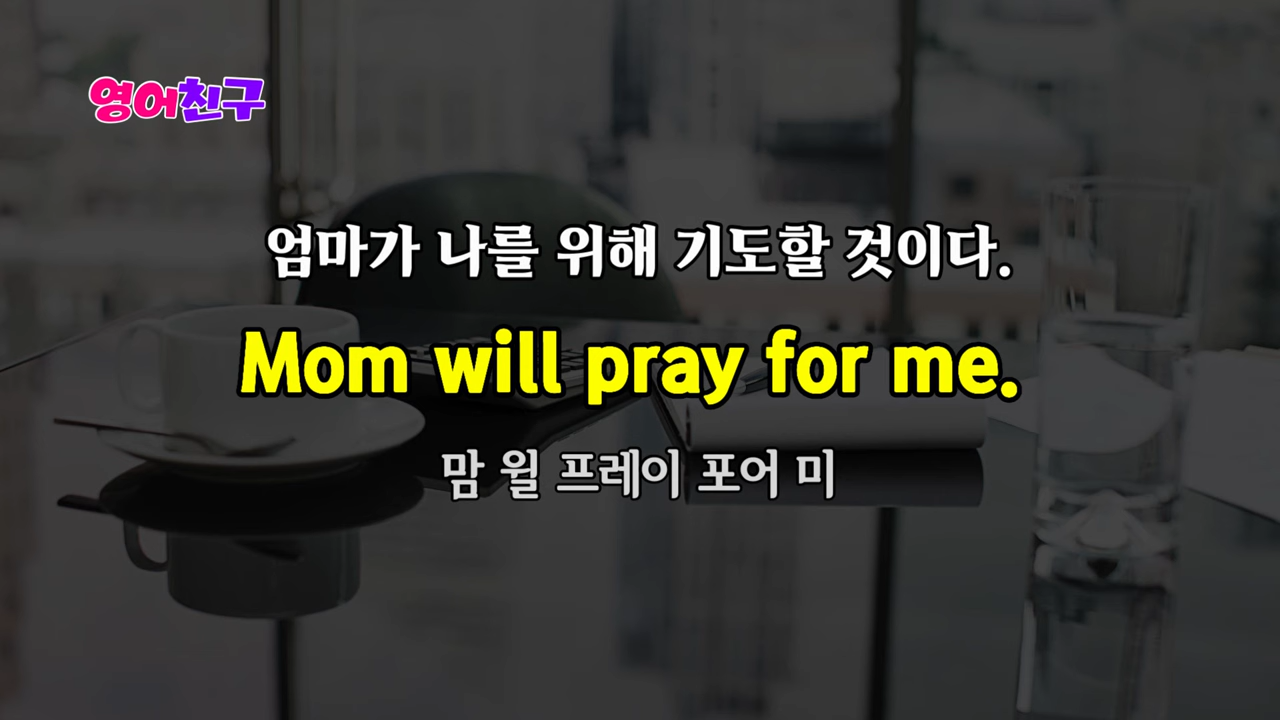 영어친구
엄마가 나를 위해 기도할 것이다.
Mom will pray for me.
맘 윌 프레이 포어 미